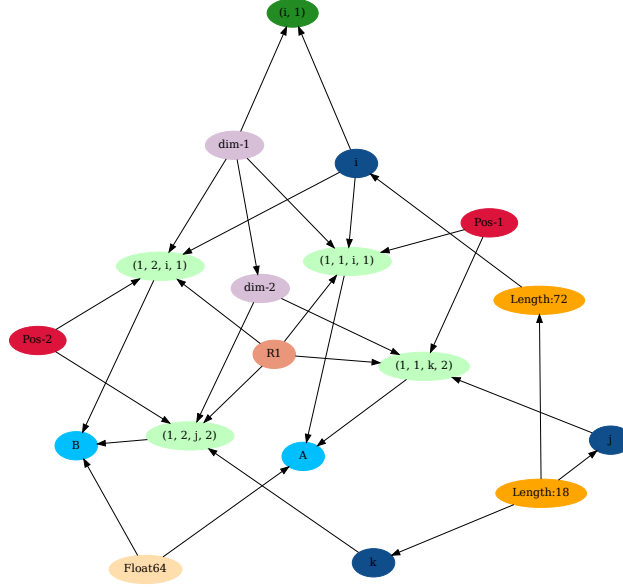 (i, 1)
dim-1
i
Pos-1
(1, 2, i, 1)
(1, 1, i, 1)
dim-2
Length:72
Pos-2
R1
(1, 1, k, 2)
(1, 2, j, 2)
B
A
j
Length:18
k
Float64